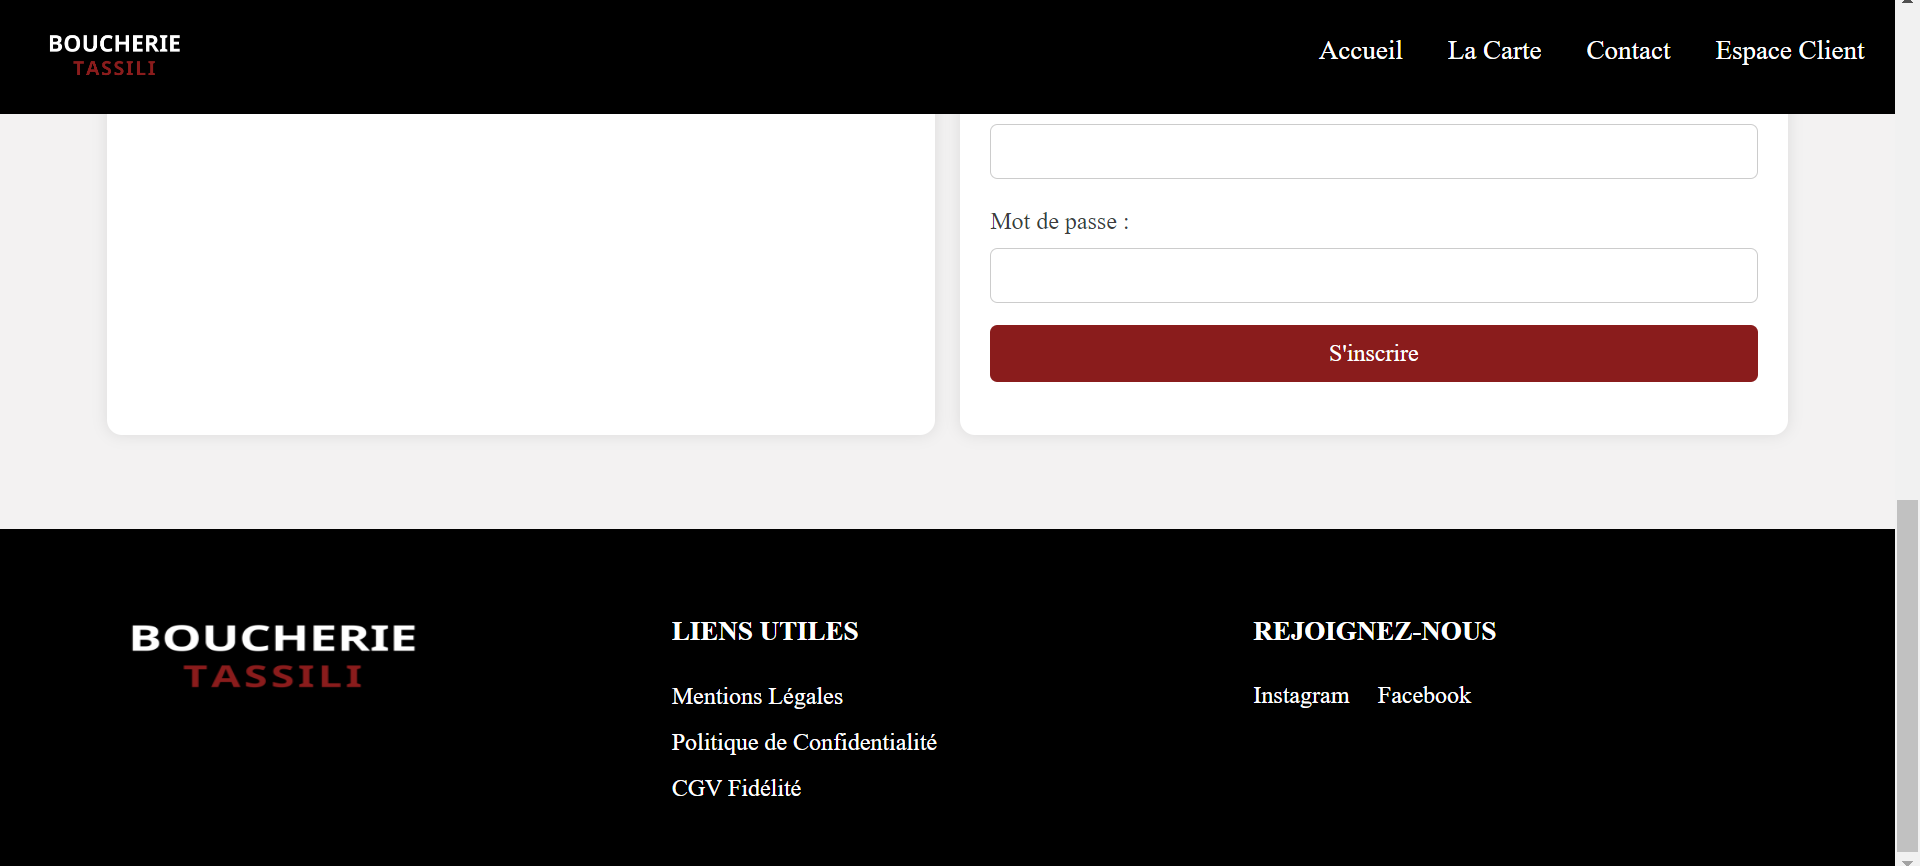 BOUCHERIE
TASSILI
Accueil La Carte Contact Espace Client
Mot de passe :
S'inscrire
BOUCHERIE
TASSILI
LIENS UTILES
Mentions Légales
Politique de Confidentialité
CGV Fidélité
REJOIGNEZ-NOUS
Instagram Facebook